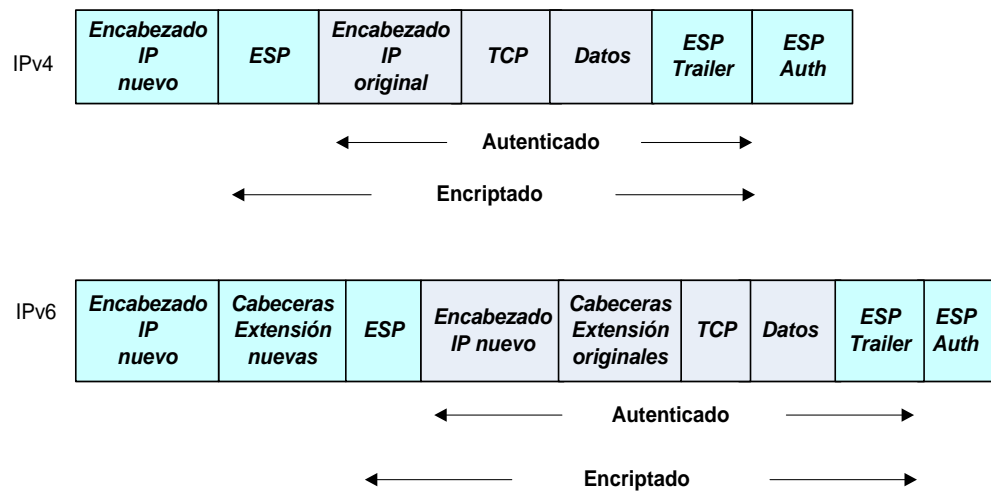 IPv4
Encabezado
IP
nuevo
ESP
Encabezado
IP
original
TCP
Datos
ESP
Trailer
ESP
Auth
Autenticado
Encriptado
IPv6
Encabezado
IP
nuevo
Cabeceras
Extensión
nuevas
ESP
Encabezado
IP nuevo
Cabeceras
Extensión
originales
TCP
Datos
ESP
Trailer
ESP
Auth
Autenticado
Encriptado